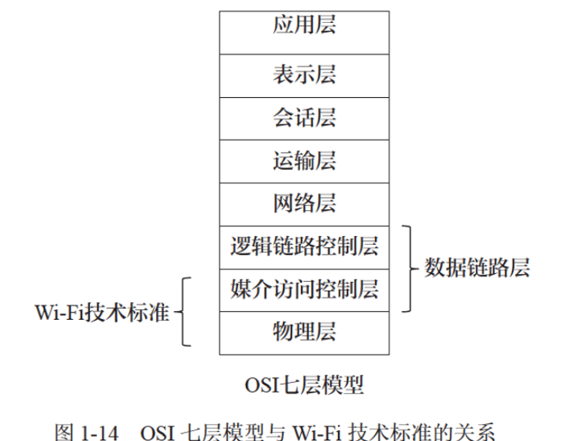 应用层
表示层
会话层
运输层
网络层
逻辑链路控制层
数据链路层
媒介访问控制层
Wi-Fi技术标准
物理层
OSI七层模型
图 1-14 OSI 七层模型与 Wi-Fi 技术标准的关系